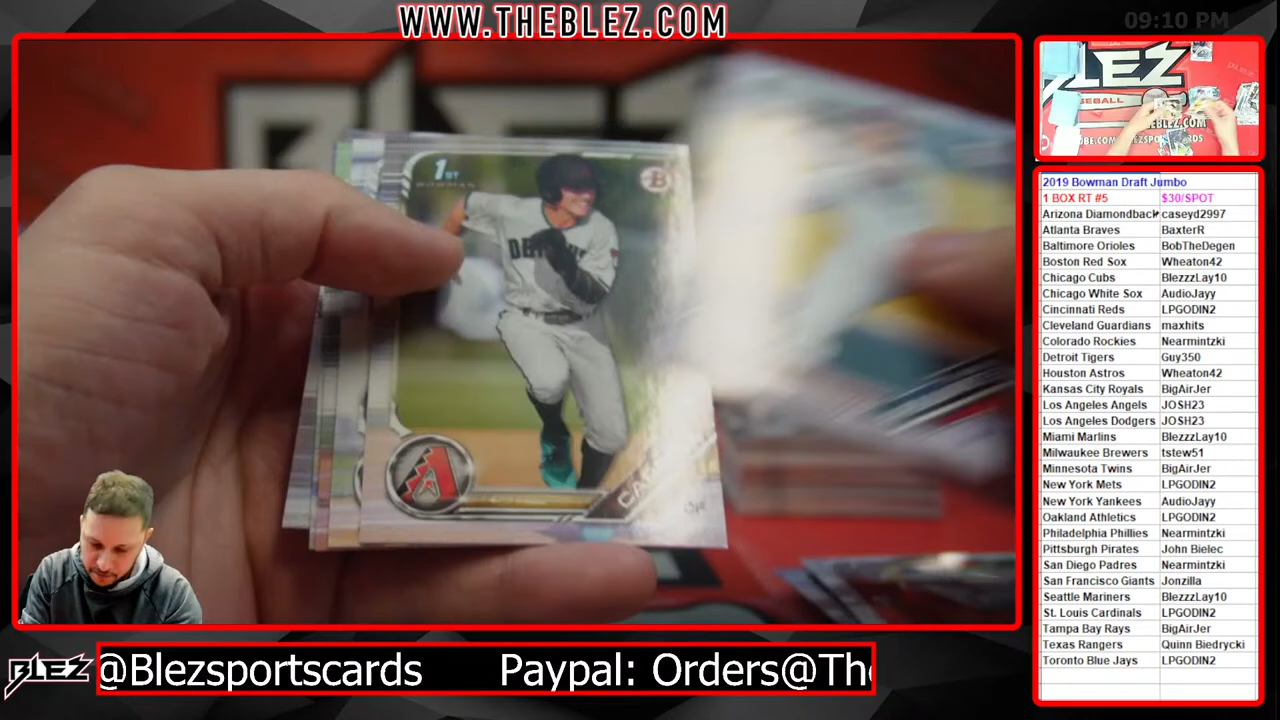 WWW.THEBLEZ.COM
09:10 PM
1ST
BOWMAN
LEZ
BASEBALL
BLEZ.COM
2019 Bowman Draft Jumbo
1 BOX RT #5 $30/SPOT
Arizona Diamondback caseyd2997
Atlanta Braves BaxterR
Baltimore Orioles BobTheDegen
Boston Red Sox Wheaton42
Chicago Cubs BlezzzLay10
Chicago White Sox AudioJayy
Cincinnati Reds LPGODIN2
Cleveland Guardians maxhits
Colorado Rockies Nearmintzki
Detroit Tigers Guy350
Houston Astros Wheaton42
Kansas City Royals BigAirJer
Los Angeles Angels JOSH23
Los Angeles Dodgers JOSH23
Miami Marlins BlezzzLay10
Milwaukee Brewers tstew51
Minnesota Twins BigAirJer
New York Mets LPGODIN2
New York Yankees AudioJayy
Oakland Athletics LPGODIN2
Philadelphia Phillies Nearmintzki
Pittsburgh Pirates John Bielec
San Diego Padres Nearmintzki
San Francisco Giants Jonzilla
Seattle Mariners BlezzzLay10
St. Louis Cardinals LPGODIN2
Tampa Bay Rays BigAirJer
Texas Rangers Quinn Biedrycki
Toronto Blue Jays LPGODIN2
BLEZ @Blezsportscards Paypal: Orders@The